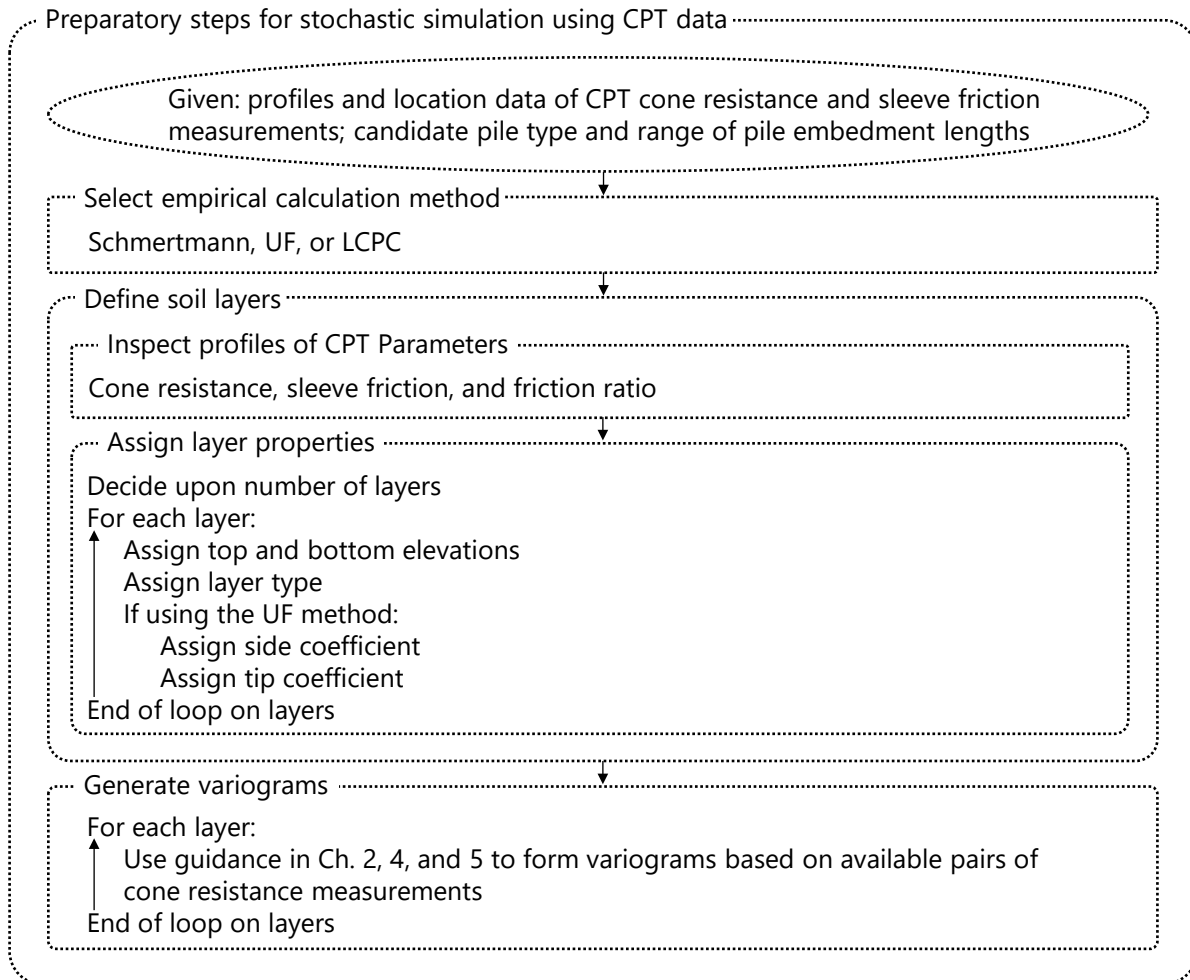 Preparatory steps for stochastic simulation using CPT data
Given: profiles and location data of CPT cone resistance and sleeve friction
measurements; candidate pile type and range of pile embedment lengths
Select empirical calculation method
Schmertmann, UF, or LCPC
Define soil layers
Inspect profiles of CPT Parameters
Cone resistance, sleeve friction, and friction ratio
Assign layer properties
Decide upon number of layers
For each layer:
Assign top and bottom elevations
Assign layer type
If using the UF method:
Assign side coefficient
Assign tip coefficient
End of loop on layers
Generate variograms
For each layer:
Use guidance in Ch. 2, 4, and 5 to form variograms based on available pairs of
cone resistance measurements
End of loop on layers